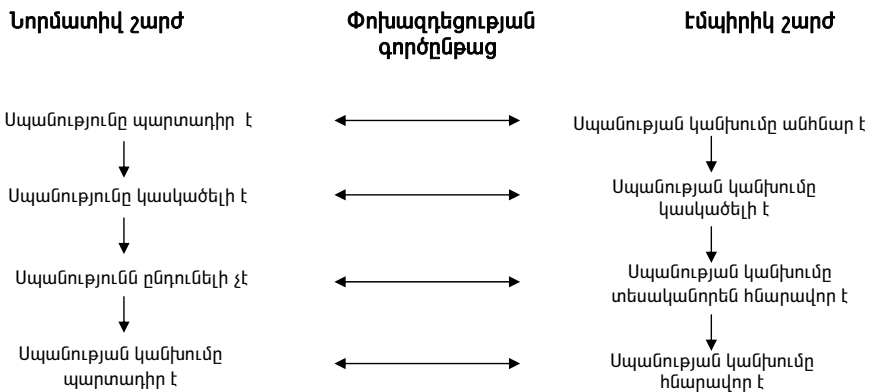 Նորմատիվ շարժ
Փոխազդեցության
գործընթաց
Էմպիրիկ շարժ
Սպանությունը պարտադիր է
Սպանության կանխումը անհնար է
Սպանությունը կասկածելի է
Սպանության կանխումը
կասկածելի է
Սպանությունն ընդունելի չէ
Սպանության կանխումը
տեսականորեն հնարավոր է
Սպանության կանխումը
պարտադիր է
Սպանության կանխումը
հնարավոր է